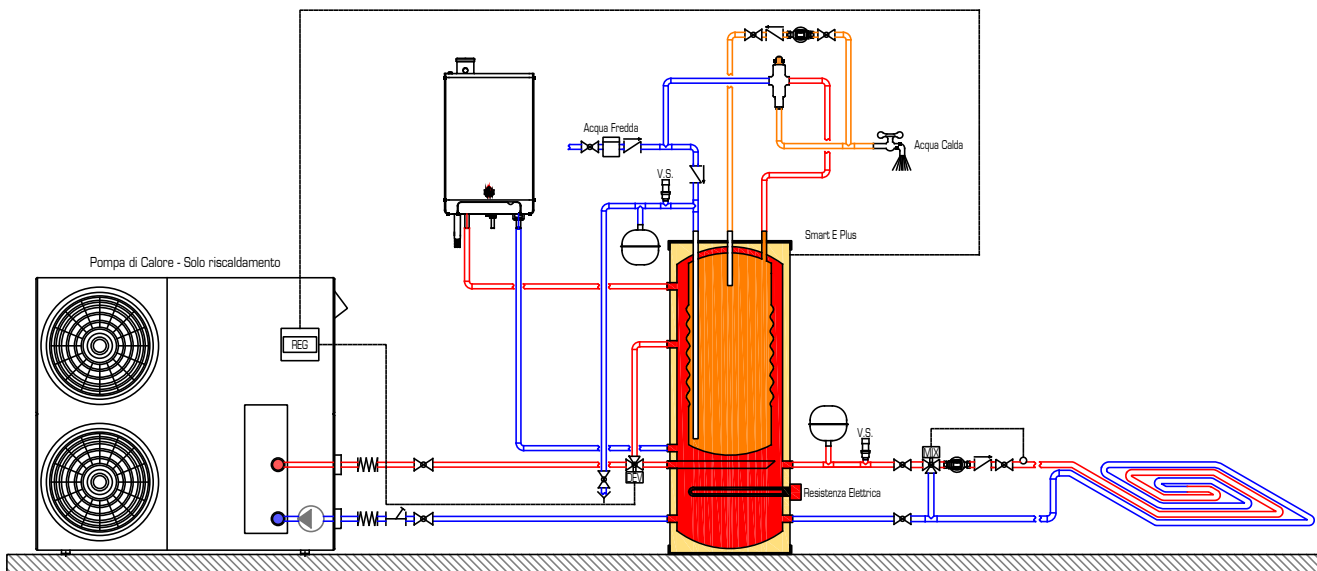 Acqua Fredda
Acqua Calda
V.S.
Smart E Plus
Pompa di Calore - Solo riscaldamento
REG
V.S.
MIX
DEV
Resistenza Elettrica